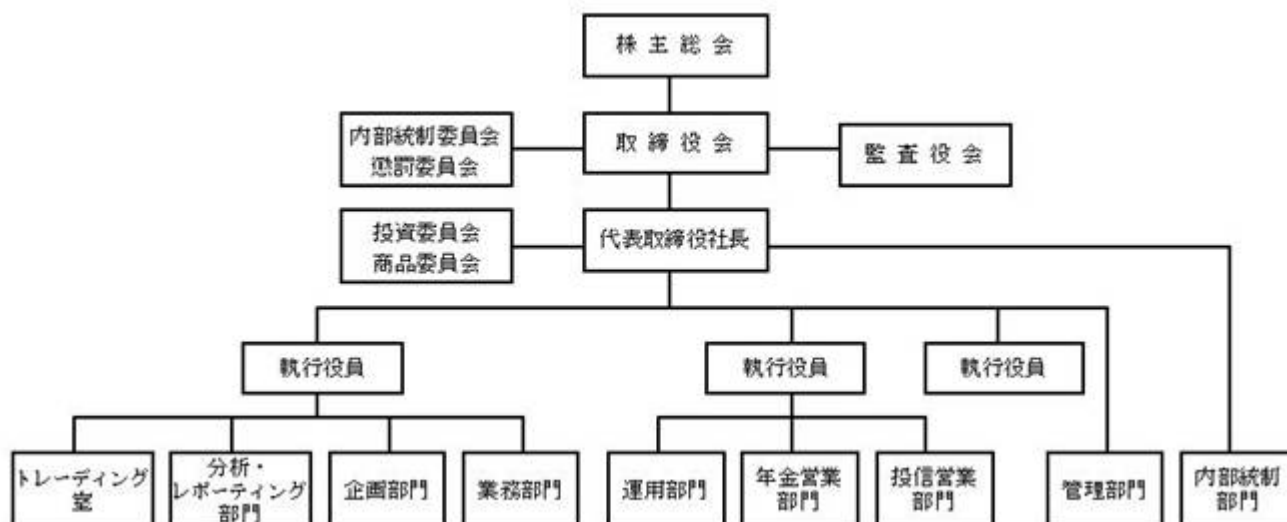 株主総会
内部統制委員会
懲罰委員会
取締役会
監査役会
投資委員会
商品委員会
代表取締役社長
執行役員
執行役員
執行役員
トレーディング
室
分析・
レポーティング
部門
企画部門
業務部門
運用部門
年金営業
部門
投信営業
部門
管理部門
内部統制
部門